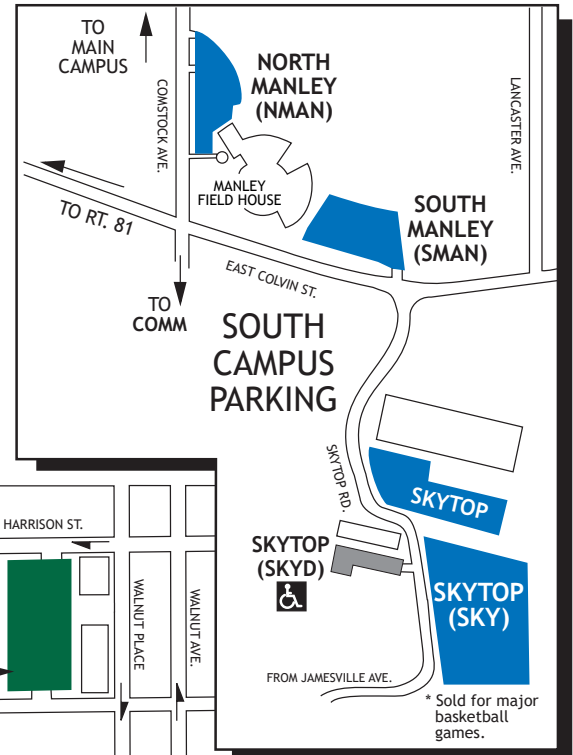 TO
MAIN
CAMPUS
COMSTOCK AVE.
NORTH
MANLEY
(NMAN)
LANCASTER AVE.
MANLEY
FIELD HOUSE
TO RT. 81
SOUTH
MANLEY
(SMAN)
EAST COLVIN ST.
TO
COMM
SOUTH
CAMPUS
PARKING
SKYTOP RD.
SKYTOP
HARRISON ST.
SKYTOP
(SKYD)
WALNUT PLACE
WALNUT AVE.
SKYTOP
(SKY)
FROM JAMESVILLE AVE.
* Sold for major
basketball
games.